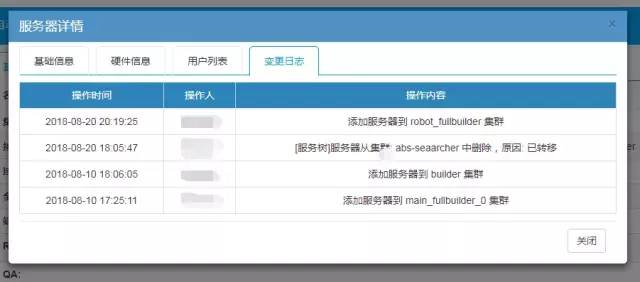 服务器详情
×
基础信息 硬件信息 用户列表 变更日志
操作时间 操作人 操作内容
2018-08-20 20:19:25 添加服务器到 robot_fullbuilder 集群
2018-08-20 18:05:47 [服务树]服务器从集群: abs-seaarcher 中删除，原因: 已转移
2018-08-10 18:06:05 添加服务器到 builder 集群
2018-08-10 17:25:11 添加服务器到 main_fullbuilder_0 集群
关闭
QA: